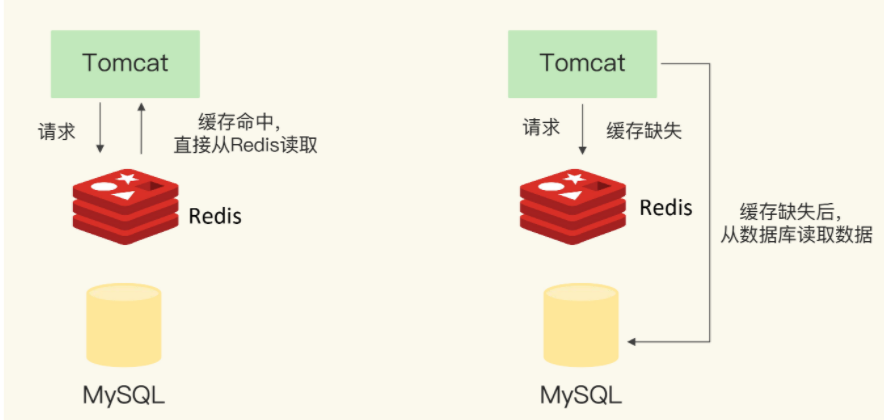 Tomcat
请求
缓存命中，
直接从Redis读取
Redis
MySQL
Tomcat
请求
缓存缺失
Redis
缓存缺失后，
从数据库读取数据
MySQL